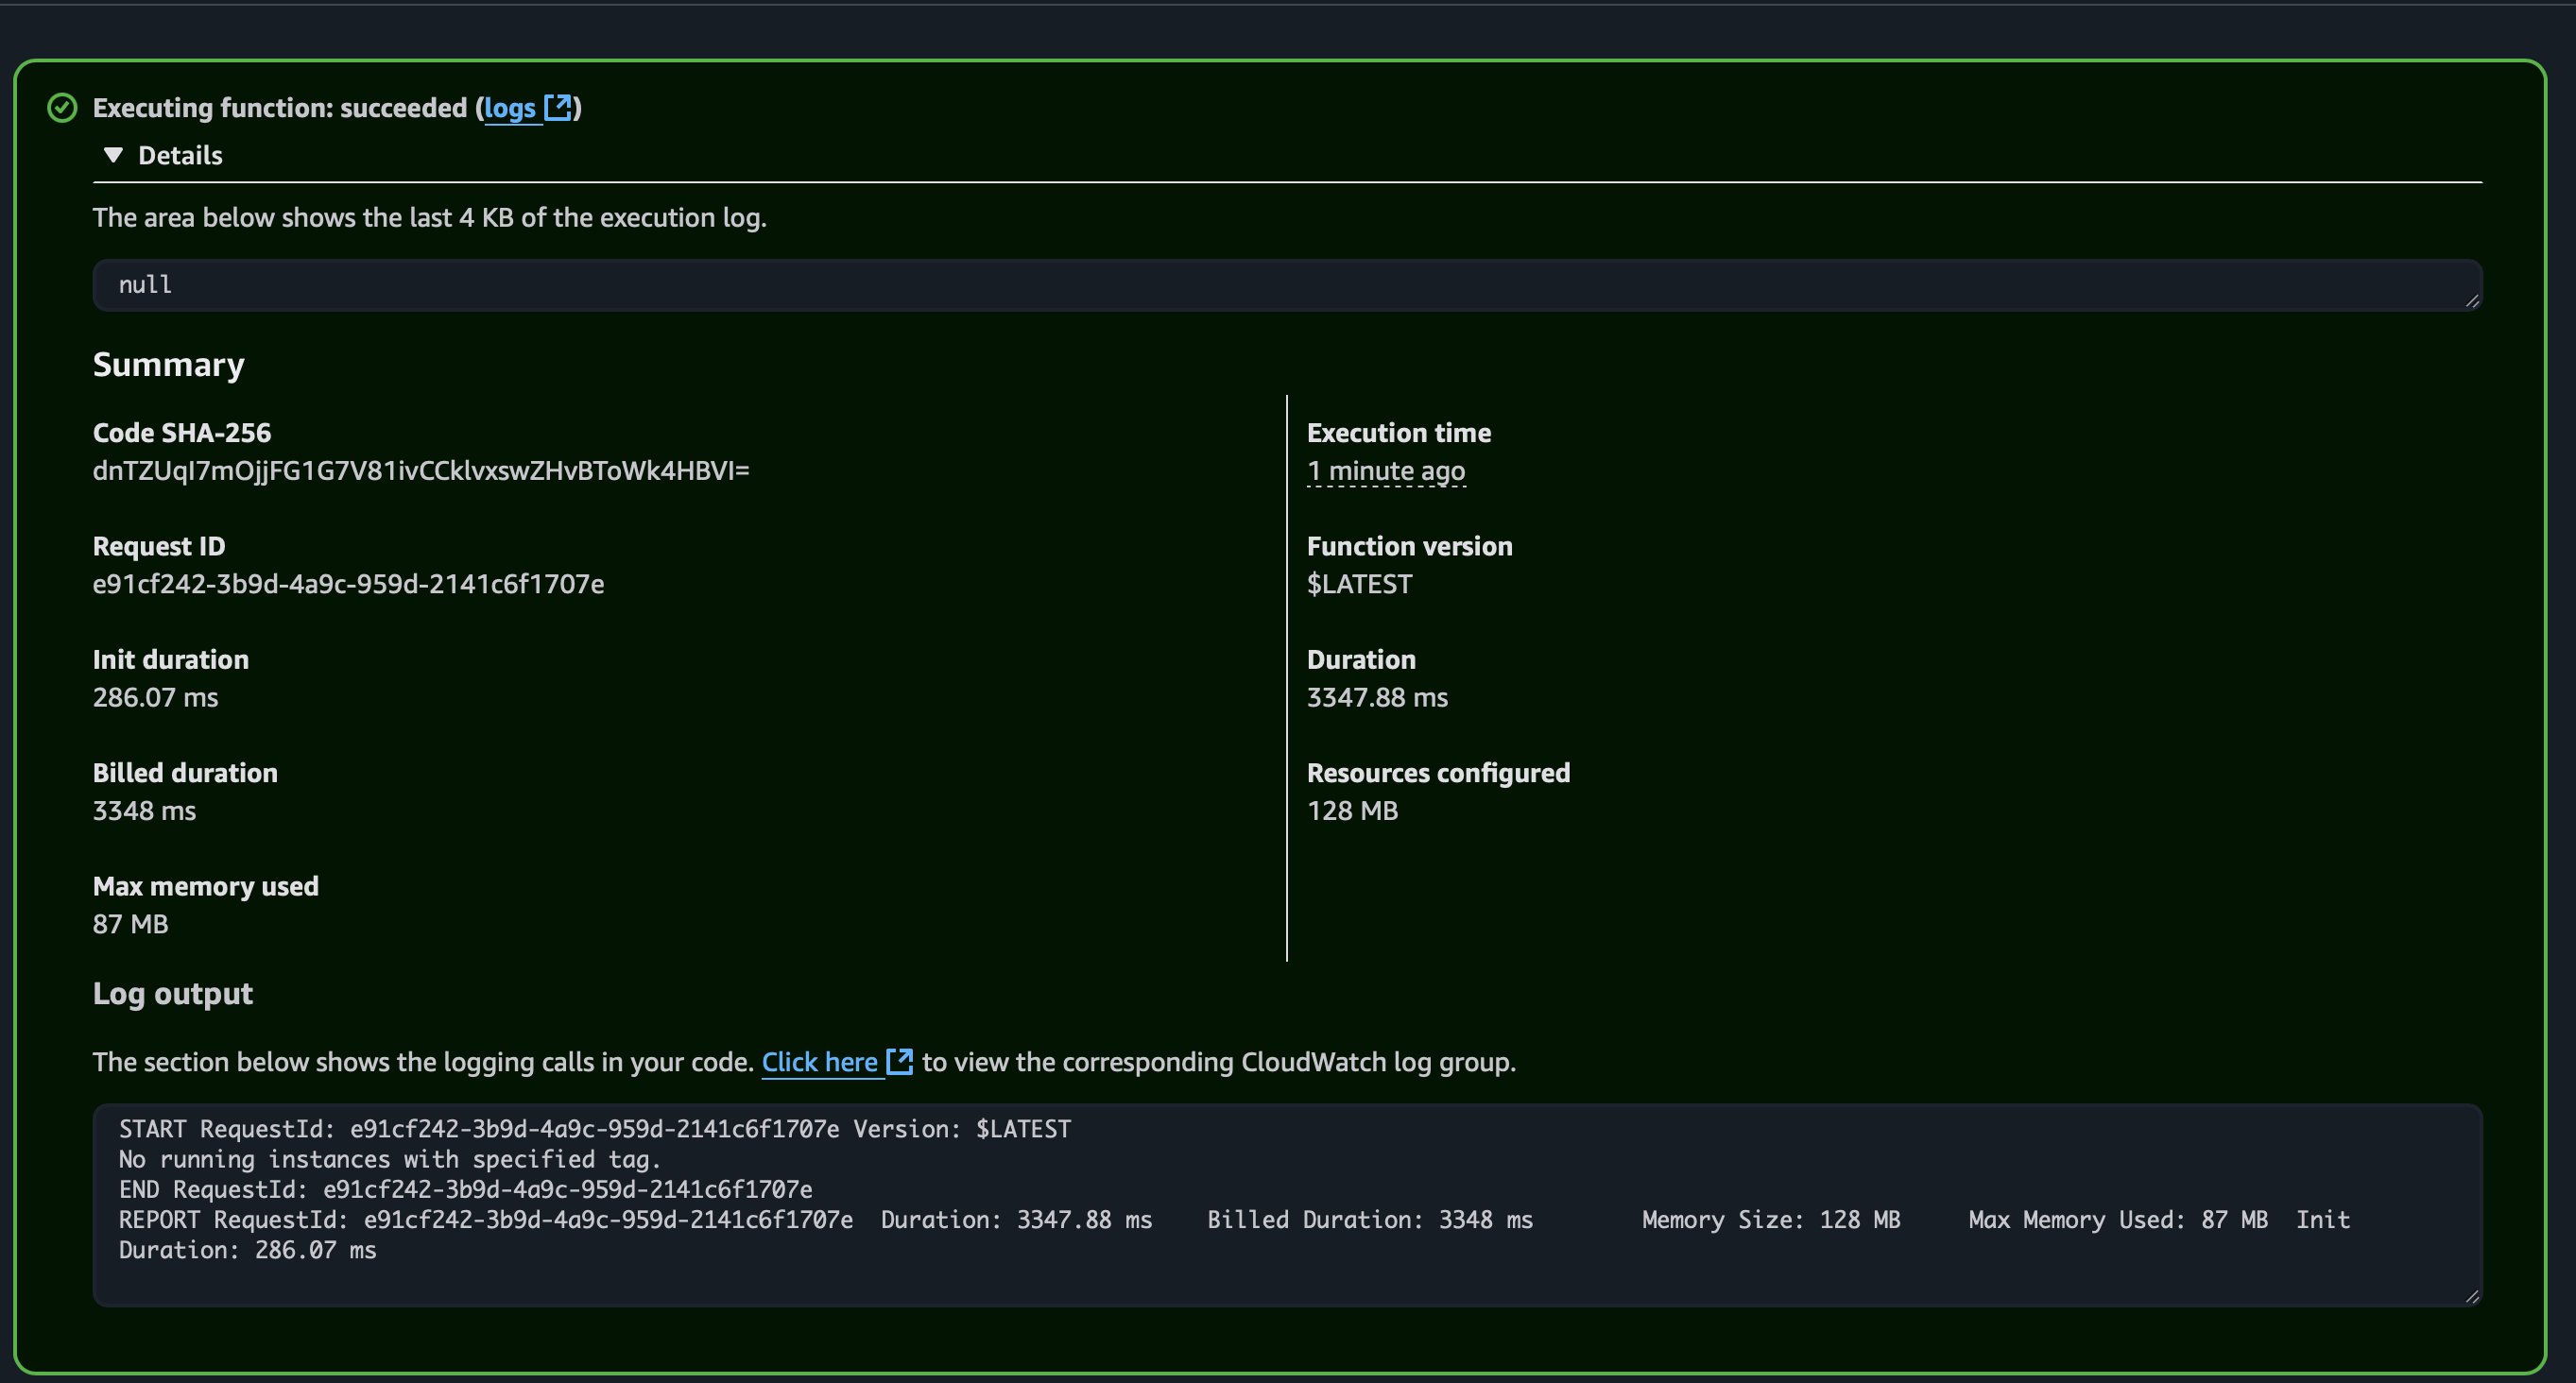 Executing function: succeeded (logs)
Details
The area below shows the last 4 KB of the execution log.
null
Summary
Code SHA-256
dnTZUqI7mOjjFG1G7V81ivCCklvxswZHvBToWk4HBVI=
Execution time
1 minute ago
Request ID
e91cf242-3b9d-4a9c-959d-2141c6f1707e
Function version
$LATEST
Init duration
286.07 ms
Duration
3347.88 ms
Billed duration
3348 ms
Resources configured
128 MB
Max memory used
87 MB
Log output
The section below shows the logging calls in your code. Click here to view the corresponding CloudWatch log group.
START RequestId: e91cf242-3b9d-4a9c-959d-2141c6f1707e Version: $LATEST
No running instances with specified tag.
END RequestId: e91cf242-3b9d-4a9c-959d-2141c6f1707e
REPORT RequestId: e91cf242-3b9d-4a9c-959d-2141c6f1707e Duration: 3347.88 ms Billed Duration: 3348 ms Memory Size: 128 MB Max Memory Used: 87 MB Init
Duration: 286.07 ms